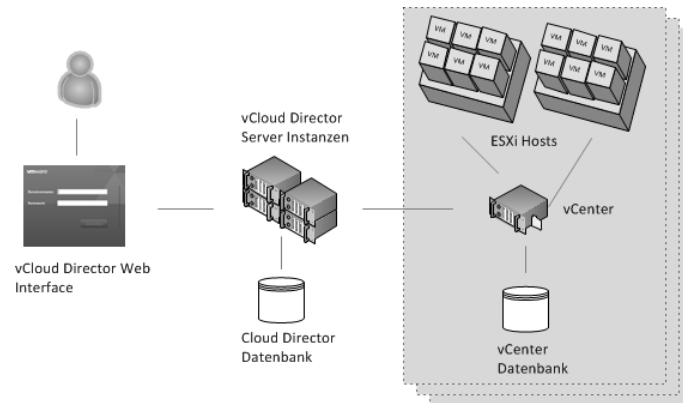 VM VM VM
VM VM VM
VM VM VM
VM VM VM
ESXi Hosts
vCloud Director
Server Instanzen
vmware
vCenter
vCloud Director Web
Interface
Cloud Director
Datenbank
vCenter
Datenbank